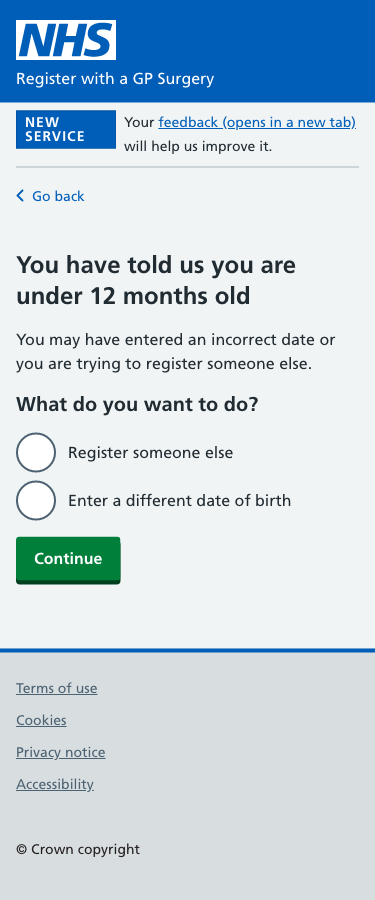 NHS
Register with a GP Surgery
NEW
SERVICE
Your feedback (opens in a new tab)
will help us improve it.
Go back
You have told us you are
under 12 months old
You may have entered an incorrect date or
you are trying to register someone else.
What do you want to do?
Register someone else
Enter a different date of birth
Continue
Terms of use
Cookies
Privacy notice
Accessibility
© Crown copyright